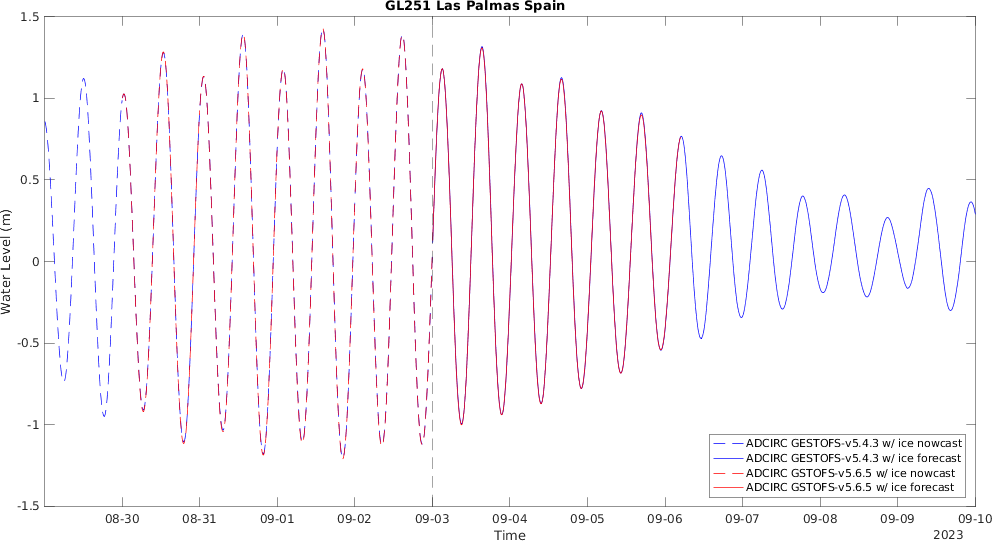 GL251 Las Palmas Spain
1.5
1
0.5
0
-0.5
-1
-1.5
Water Level (m)
08-30 08-31 09-01 09-02 09-03 09-04 09-05 09-06 09-07 09-08 09-09 09-10
Time
2023
ADCIRC GESTOFS-v5.4.3 w/ ice nowcast
ADCIRC GESTOFS-v5.4.3 w/ ice forecast
ADCIRC GSTOFS-v5.6.5 w/ ice nowcast
ADCIRC GSTOFS-v5.6.5 w/ ice forecast